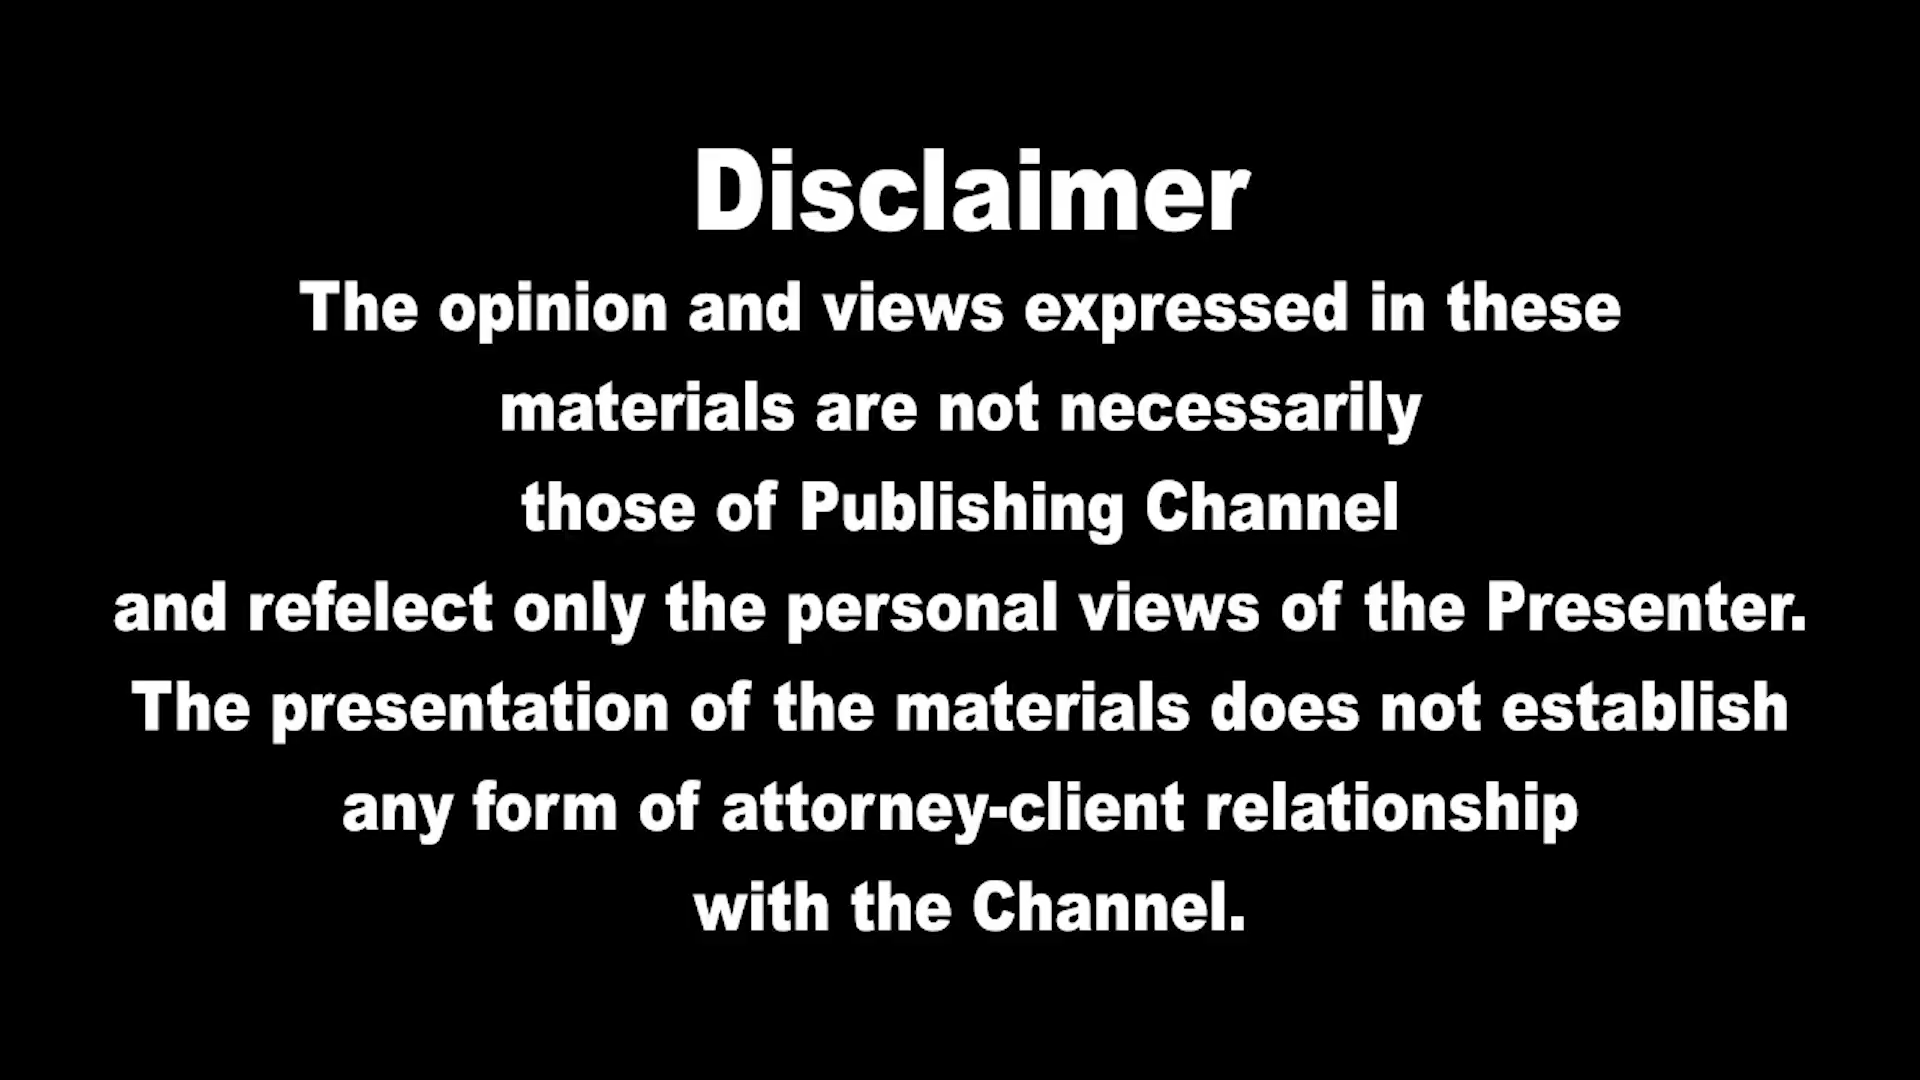 Disclaimer
The opinion and views expressed in these
materials are not necessarily
those of Publishing Channel
and refelect only the personal views of the Presenter.
The presentation of the materials does not establish
any form of attorney-client relationship
with the Channel.